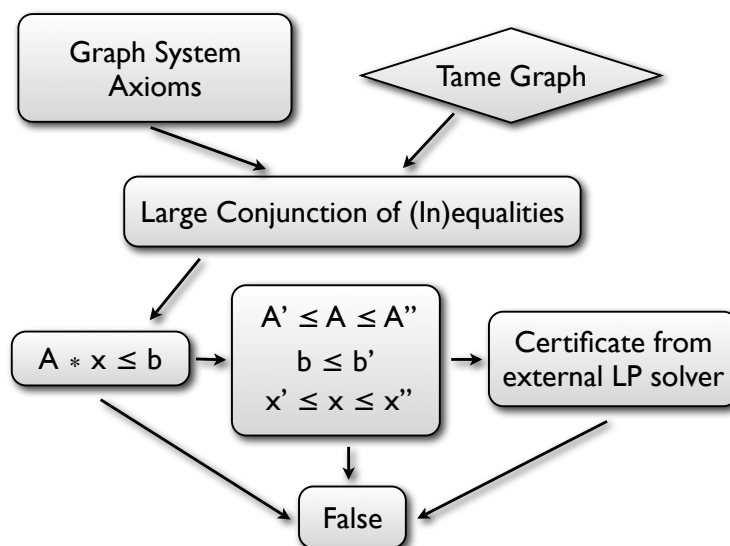 Graph System
Axioms
Tame Graph
Large Conjunction of (In)equalities
A * x ≤ b
A' ≤ A ≤ A''
b ≤ b'
x' ≤ x ≤ x''
Certificate from
external LP solver
False